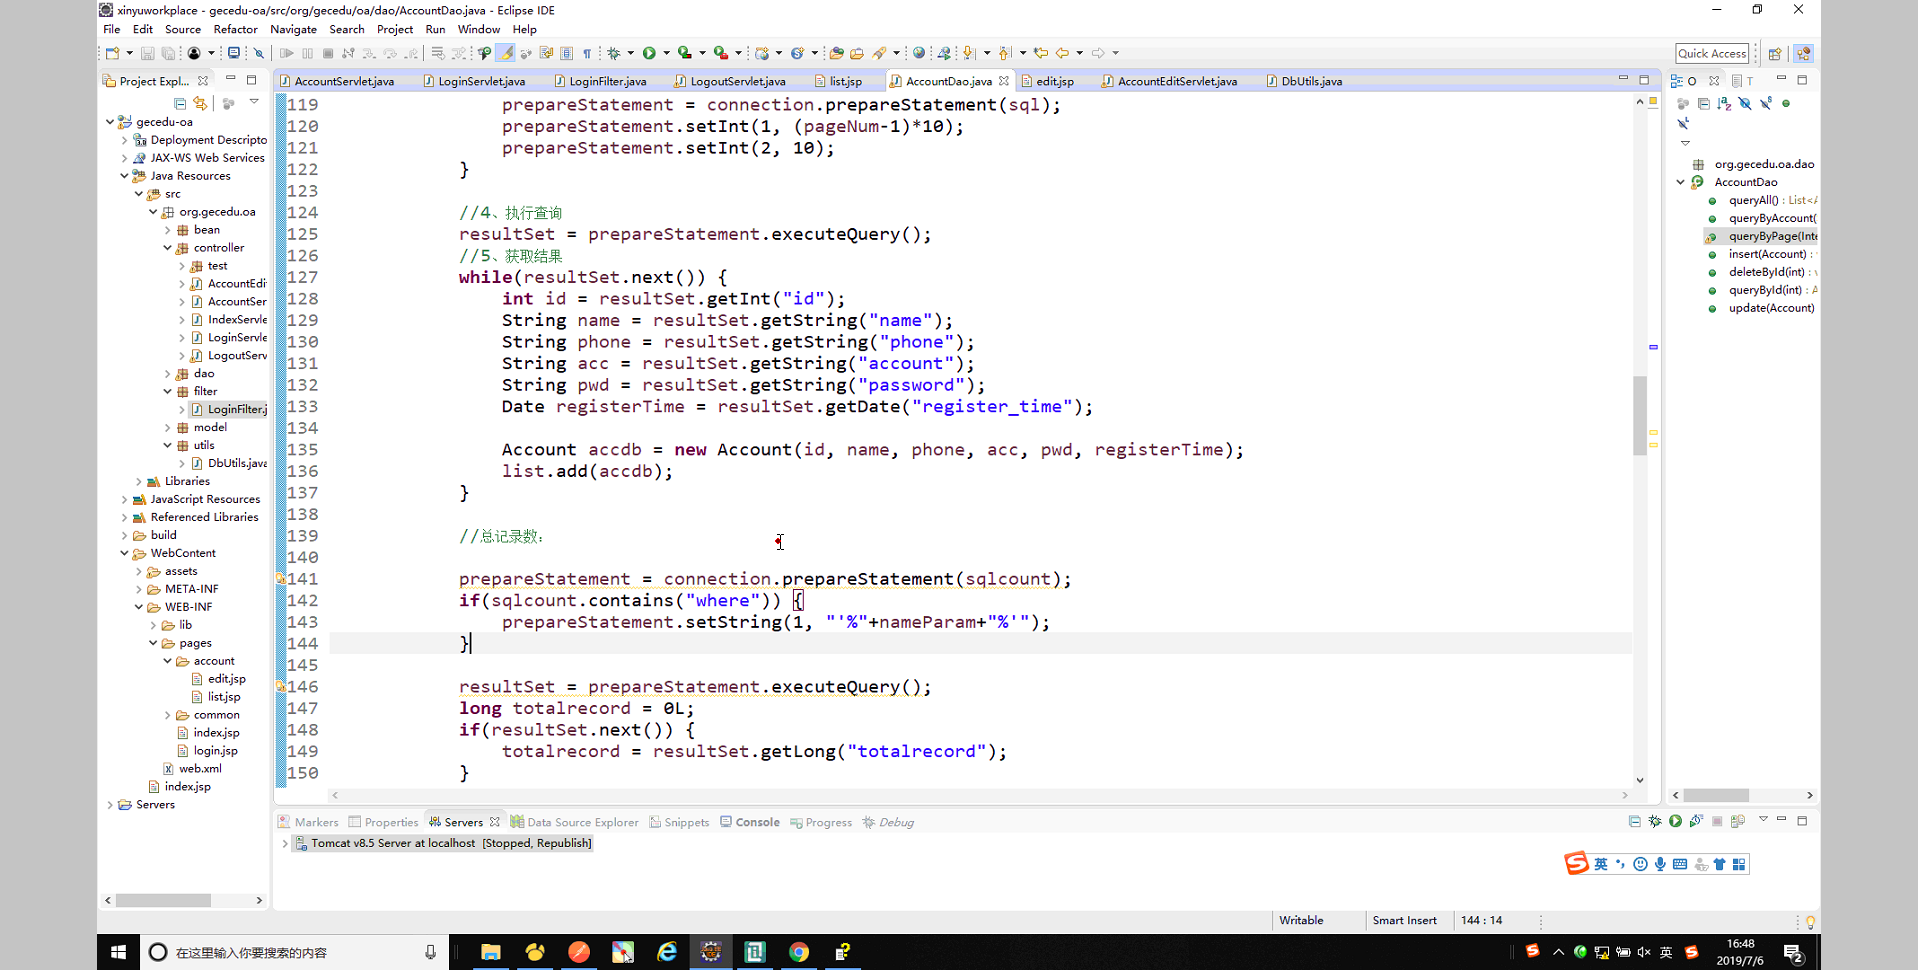 xinyuworkplace - gecedu-oa/src/org/gecedu/oa/dao/AccountDao.java - Eclipse IDE
File Edit Source Refactor Navigate Search Project Run Window Help
Quick Access
Project Expl...
AccountServlet.java LoginServlet.java LoginFilter.java LogoutServlet.java list.jsp AccountDao.java edit.jsp AccountEditServlet.java DbUtils.java
O T
gecedu-oa
Deployment Descripto
JAX-WS Web Services
Java Resources
src
org.gecedu.oa
bean
controller
test
AccountEdi
AccountSer
IndexServle
LoginServle
LogoutServ
dao
filter
LoginFilter.j
model
utils
DbUtils.java
Libraries
JavaScript Resources
Referenced Libraries
build
WebContent
assets
META-INF
WEB-INF
lib
pages
account
edit.jsp
list.jsp
common
index.jsp
login.jsp
web.xml
index.jsp
Servers
119 prepareStatement = connection.prepareStatement(sql);
120 prepareStatement.setInt(1, (pageNum-1)*10);
121 prepareStatement.setInt(2, 10);
122 }
123
124 //4、执行查询
125 resultSet = prepareStatement.executeQuery();
126 //5、获取结果
127 while(resultSet.next()) {
128 int id = resultSet.getInt("id");
129 String name = resultSet.getString("name");
130 String phone = resultSet.getString("phone");
131 String acc = resultSet.getString("account");
132 String pwd = resultSet.getString("password");
133 Date registerTime = resultSet.getDate("register_time");
134
135 Account accdb = new Account(id, name, phone, acc, pwd, registerTime);
136 list.add(accdb);
137 }
138
139 //总记录数：
140
141 prepareStatement = connection.prepareStatement(sqlcount);
142 if(sqlcount.contains("where")) {
143 prepareStatement.setString(1, "'%"+nameParam+"%'");
144 }
145
146 resultSet = prepareStatement.executeQuery();
147 long totalrecord = 0L;
148 if(resultSet.next()) {
149 totalrecord = resultSet.getLong("totalrecord");
150 }
org.gecedu.oa.dao
AccountDao
queryAll() : List<A
queryByAccount(
queryByPage(Inte
insert(Account) :
deleteById(int) : v
queryById(int) : A
update(Account)
Markers Properties Servers Data Source Explorer Snippets Console Progress Debug
Tomcat v8.5 Server at localhost [Stopped, Republish]
英
Writable Smart Insert 144 : 14
在这里输入你要搜索的内容
英
16:48
2019/7/6
2